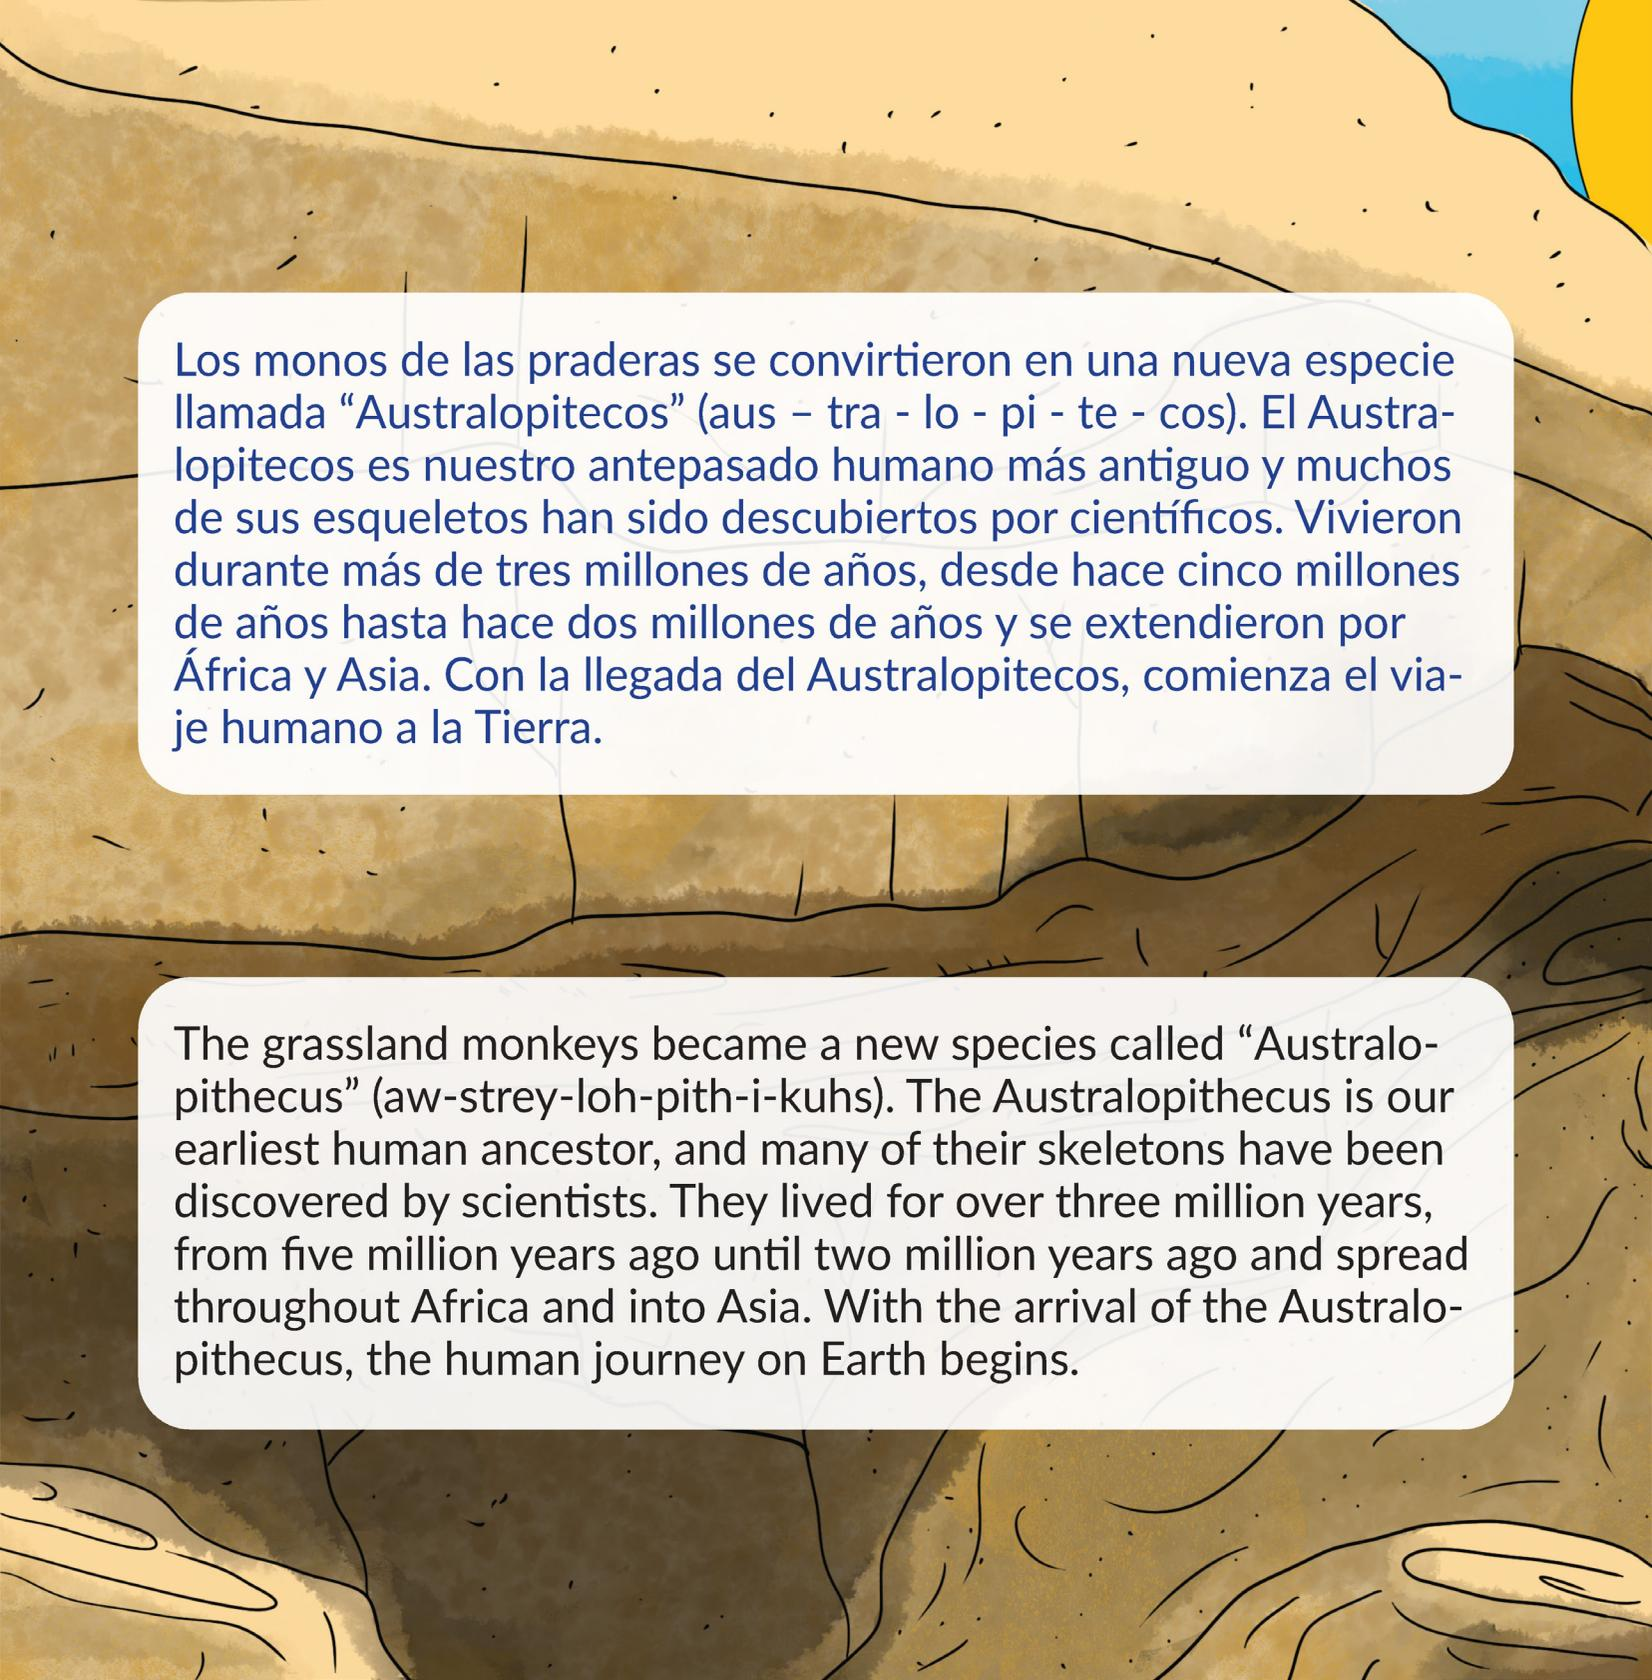 Los monos de las praderas se convirtieron en una nueva especie
llamada “Australopitecos” (aus – tra - lo - pi - te - cos). El Austra-
lopitecos es nuestro antepasado humano más antiguo y muchos
de sus esqueletos han sido descubiertos por científicos. Vivieron
durante más de tres millones de años, desde hace cinco millones
de años hasta hace dos millones de años y se extendieron por
África y Asia. Con la llegada del Australopitecos, comienza el via-
je humano a la Tierra.
The grassland monkeys became a new species called “Australo-
pithecus” (aw-strey-loh-pith-i-kuhs). The Australopithecus is our
earliest human ancestor, and many of their skeletons have been
discovered by scientists. They lived for over three million years,
from five million years ago until two million years ago and spread
throughout Africa and into Asia. With the arrival of the Australo-
pithecus, the human journey on Earth begins.